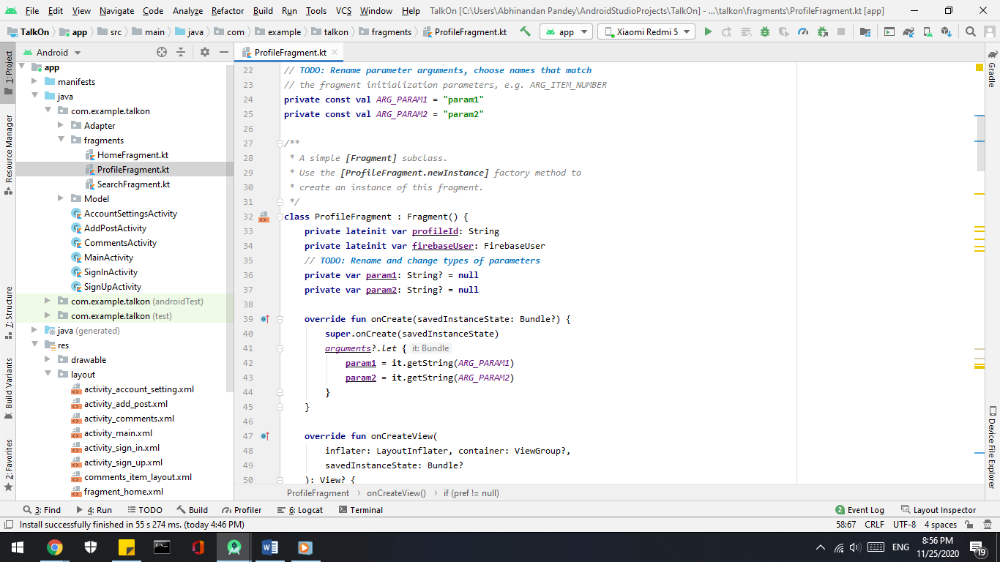 File Edit View Navigate Code Analyze Refactor Build Run Tools VCS Window Help TalkOn [C:\Users\Abhinandan Pandey\AndroidStudioProjects\TalkOn] - ...\talkon\fragments\ProfileFragment.kt [app]
TalkOn app src main java com example talkon fragments ProfileFragment.kt app Xiaomi Redmi 5
Android
ProfileFragment.kt
1: Project
Resource Manager
7: Structure
Build Variants
2: Favorites
app
manifests
java
com.example.talkon
Adapter
fragments
HomeFragment.kt
ProfileFragment.kt
SearchFragment.kt
Model
AccountSettingsActivity
AddPostActivity
CommentsActivity
MainActivity
SignInActivity
SignUpActivity
com.example.talkon (androidTest)
com.example.talkon (test)
java (generated)
res
drawable
layout
activity_account_setting.xml
activity_add_post.xml
activity_comments.xml
activity_main.xml
activity_sign_in.xml
activity_sign_up.xml
comments_item_layout.xml
fragment_home.xml
22 // TODO: Rename parameter arguments, choose names that match
23 // the fragment initialization parameters, e.g. ARG_ITEM_NUMBER
24 private const val ARG_PARAM1 = "param1"
25 private const val ARG_PARAM2 = "param2"
26
27 /**
28 * A simple [Fragment] subclass.
29 * Use the [ProfileFragment.newInstance] factory method to
30 * create an instance of this fragment.
31 */
32 class ProfileFragment : Fragment() {
33 private lateinit var profileId: String
34 private lateinit var firebaseUser: FirebaseUser
35 // TODO: Rename and change types of parameters
36 private var param1: String? = null
37 private var param2: String? = null
38
39 override fun onCreate(savedInstanceState: Bundle?) {
40 super.onCreate(savedInstanceState)
41 arguments?.let { it: Bundle
42 param1 = it.getString(ARG_PARAM1)
43 param2 = it.getString(ARG_PARAM2)
44 }
45 }
46
47 override fun onCreateView(
48 inflater: LayoutInflater, container: ViewGroup?,
49 savedInstanceState: Bundle?
50 ): View? {
ProfileFragment onCreateView() if (pref != null)
Gradle
Device File Explorer
3: Find 4: Run TODO Build Profiler 6: Logcat Terminal 2 Event Log Layout Inspector
Install successfully finished in 55 s 274 ms. (today 4:46 PM) 58:67 CRLF UTF-8 4 spaces
ENG 8:56 PM
11/25/2020 19